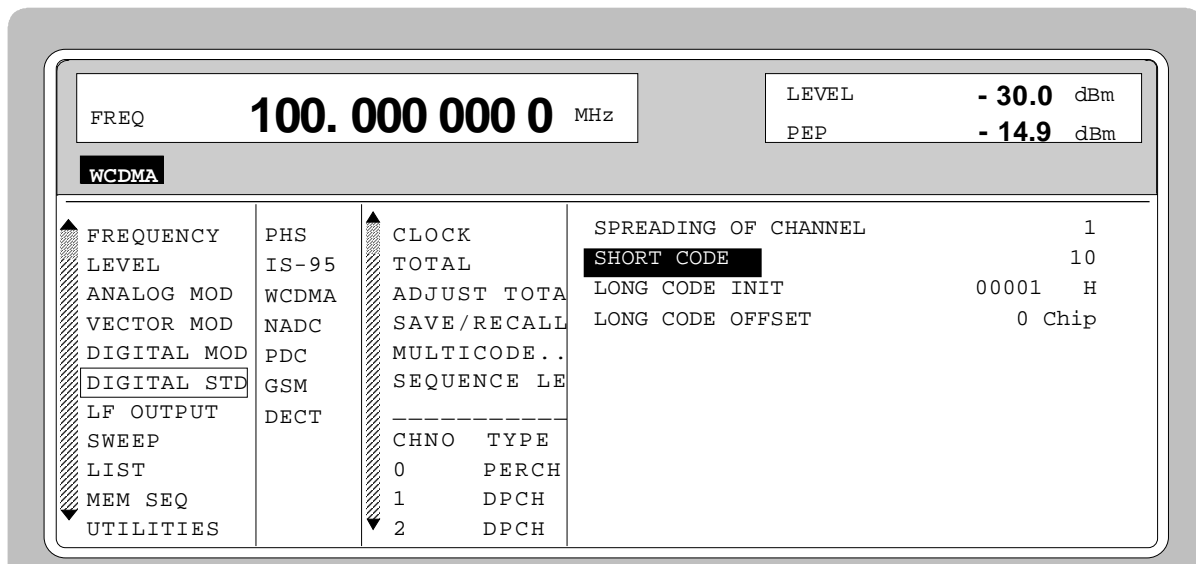 FREQ 100. 000 000 0 MHz
LEVEL - 30.0 dBm
PEP - 14.9 dBm
WCDMA
FREQUENCY
LEVEL
ANALOG MOD
VECTOR MOD
DIGITAL MOD
DIGITAL STD
LF OUTPUT
SWEEP
LIST
MEM SEQ
UTILITIES
PHS
IS-95
WCDMA
NADC
PDC
GSM
DECT
CLOCK
TOTAL
ADJUST TOTA
SAVE/RECALL
MULTICODE..
SEQUENCE LE
___________
CHNO TYPE
0 PERCH
1 DPCH
2 DPCH
SPREADING OF CHANNEL 1
SHORT CODE 10
LONG CODE INIT 00001 H
LONG CODE OFFSET 0 Chip